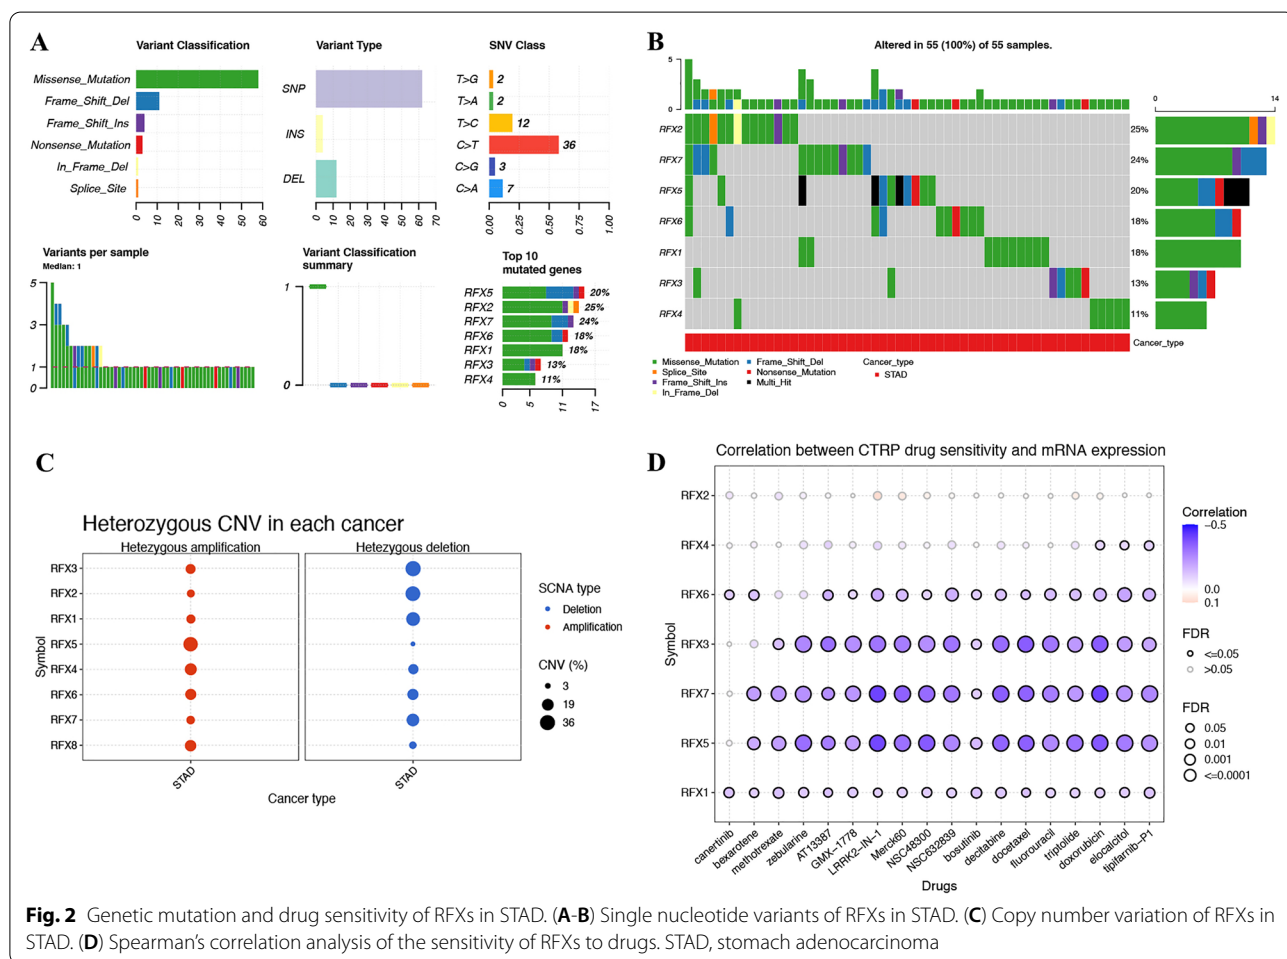 A
Variant Classification
Missense_Mutation
Frame_Shift_Del
Frame_Shift_Ins
Nonsense_Mutation
In_Frame_Del
Splice_Site
0 10 20 30 40 50 60
Variant Type
SNP
INS
DEL
0 10 20 30 40 50 60 70
SNV Class
T>G 2
T>A 2
T>C 12
C>T 36
C>G 3
C>A 7
0.00 0.25 0.50 0.75 1.00
Variants per sample
Median: 1
5
3
1
0
Variant Classification
summary
1
0
Top 10
mutated genes
RFX5 20%
RFX2 25%
RFX7 24%
RFX6 18%
RFX1 18%
RFX3 13%
RFX4 11%
0 5 11 17
B
Altered in 55 (100%) of 55 samples.
5
0
0 14
RFX2 25%
RFX7 24%
RFX5 20%
RFX6 18%
RFX1 18%
RFX3 13%
RFX4 11%
Cancer_type
Missense_Mutation Frame_Shift_Del Cancer_type
Splice_Site Nonsense_Mutation STAD
Frame_Shift_Ins Multi_Hit
In_Frame_Del
C
Heterozygous CNV in each cancer
Hetezygous amplification Hetezygous deletion
Symbol
RFX3
RFX2
RFX1
RFX5
RFX4
RFX6
RFX7
RFX8
STAD STAD
Cancer type
SCNA type
Deletion
Amplification
CNV (%)
3
19
36
D
Correlation between CTRP drug sensitivity and mRNA expression
Symbol
RFX2
RFX4
RFX6
RFX3
RFX7
RFX5
RFX1
canertinib bexarotene methotrexate zebularine AT13387 GMX-1778 LRRK2-IN-1 Merck60 NSC48300 NSC632839 bosutinib decitabine docetaxel fluorouracil triptolide doxorubicin elocalcitol tipifarnib-P1
Drugs
Correlation
-0.5
0.0
0.1
FDR
<=0.05
>0.05
FDR
0.05
0.01
0.001
<=0.0001
Fig. 2 Genetic mutation and drug sensitivity of RFXs in STAD. (A-B) Single nucleotide variants of RFXs in STAD. (C) Copy number variation of RFXs in
STAD. (D) Spearman's correlation analysis of the sensitivity of RFXs to drugs. STAD, stomach adenocarcinoma